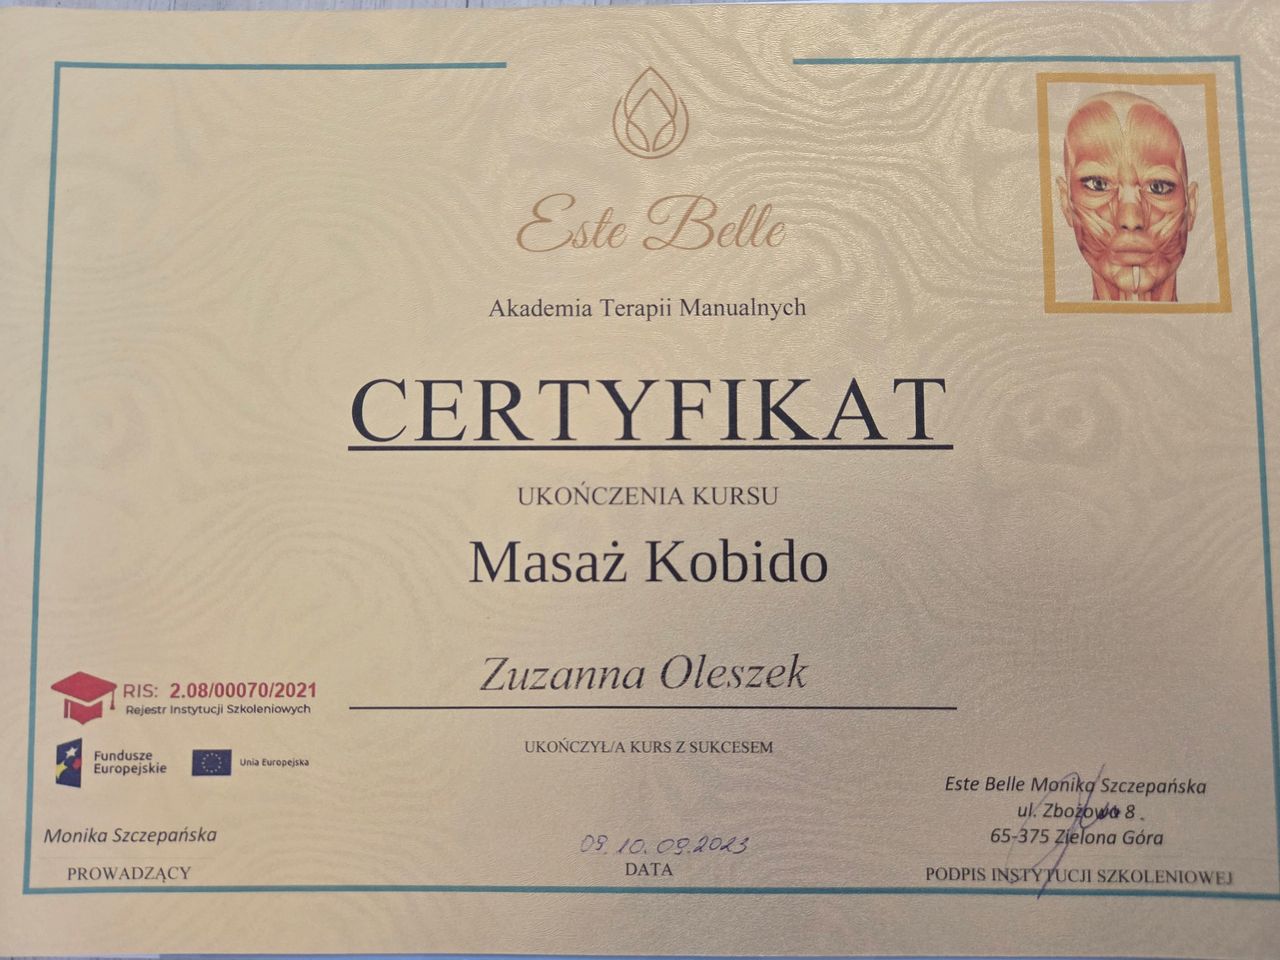 Este Belle
Akademia Terapii Manualnych
CERTYFIKAT
UKOŃCZENIA KURSU
Masaż Kobido
Zuzanna Oleszek
UKOŃCZYŁ/A KURS Z SUKCESEM
RIS: 2.08/00070/2021
Rejestr Instytucji Szkoleniowych
Fundusze
Europejskie
Unia Europejska
Monika Szczepańska
PROWADZĄCY
09.10.09.2023
DATA
Este Belle Monika Szczepańska
ul. Zbożowa 8
65-375 Zielona Góra
PODPIS INSTYTUCJI SZKOLENIOWEJ